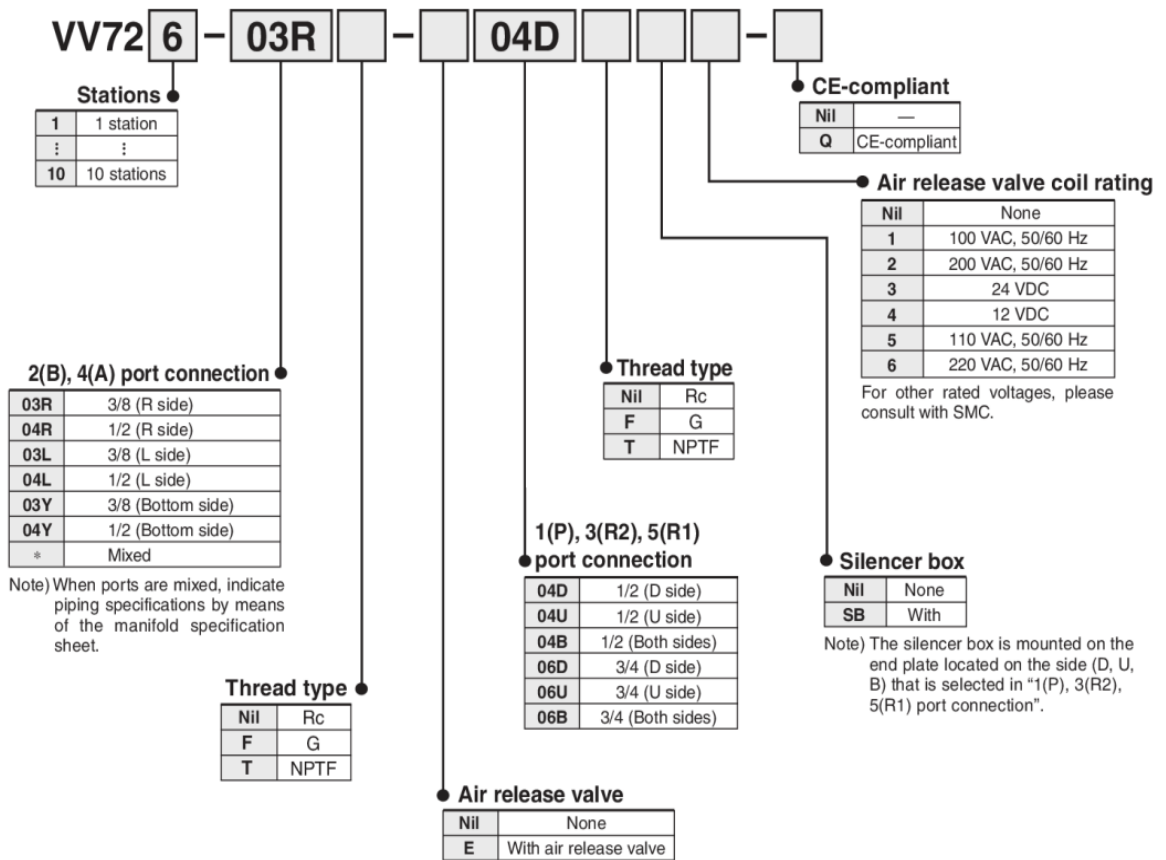 VV72 6 - 03R - 04D -
Stations
1 1 station
⋮ ⋮
10 10 stations
CE-compliant
Nil —
Q CE-compliant
Air release valve coil rating
Nil None
1 100 VAC, 50/60 Hz
2 200 VAC, 50/60 Hz
3 24 VDC
4 12 VDC
5 110 VAC, 50/60 Hz
6 220 VAC, 50/60 Hz
For other rated voltages, please
consult with SMC.
2(B), 4(A) port connection
03R 3/8 (R side)
04R 1/2 (R side)
03L 3/8 (L side)
04L 1/2 (L side)
03Y 3/8 (Bottom side)
04Y 1/2 (Bottom side)
* Mixed
Note) When ports are mixed, indicate
piping specifications by means
of the manifold specification
sheet.
Thread type
Nil Rc
F G
T NPTF
1(P), 3(R2), 5(R1)
port connection
04D 1/2 (D side)
04U 1/2 (U side)
04B 1/2 (Both sides)
06D 3/4 (D side)
06U 3/4 (U side)
06B 3/4 (Both sides)
Silencer box
Nil None
SB With
Note) The silencer box is mounted on the
end plate located on the side (D, U,
B) that is selected in “1(P), 3(R2),
5(R1) port connection”.
Thread type
Nil Rc
F G
T NPTF
Air release valve
Nil None
E With air release valve